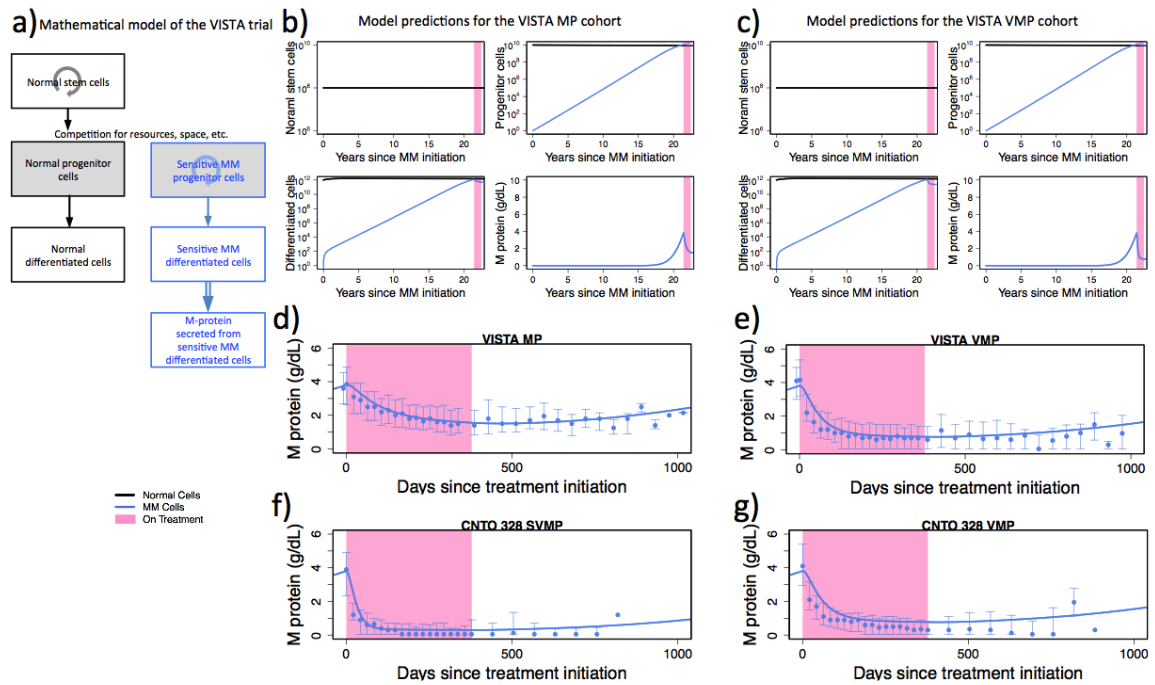 a) Mathematical model of the VISTA trial
Normal stem cells
Competition for resources, space, etc.
Normal progenitor
cells
Sensitive MM
progenitor cells
Normal
differentiated cells
Sensitive MM
differentiated cells
M-protein
secreted from
sensitive MM
differentiated cells
Normal Cells
MM Cells
On Treatment
b) Model predictions for the VISTA MP cohort
Noraml stem cells
10^10
10^8
10^6
0 5 10 15 20
Years since MM initiation
Progenitor cells
10^10
10^8
10^6
10^4
10^2
10^0
0 5 10 15 20
Years since MM initiation
Differentiated cells
10^12
10^10
10^8
10^6
10^4
10^2
10^0
0 5 10 15 20
Years since MM initiation
M protein (g/dL)
10
8
6
4
2
0
0 5 10 15 20
Years since MM initiation
c) Model predictions for the VISTA VMP cohort
Noraml stem cells
10^10
10^8
10^6
0 5 10 15 20
Years since MM initiation
Progenitor cells
10^10
10^8
10^6
10^4
10^2
10^0
0 5 10 15 20
Years since MM initiation
Differentiated cells
10^12
10^10
10^8
10^6
10^4
10^2
10^0
0 5 10 15 20
Years since MM initiation
M protein (g/dL)
10
8
6
4
2
0
0 5 10 15 20
Years since MM initiation
d)
VISTA MP
M protein (g/dL)
6
4
2
0
0 500 1000
Days since treatment initiation
e)
VISTA VMP
M protein (g/dL)
6
4
2
0
0 500 1000
Days since treatment initiation
f)
CNTO 328 SVMP
M protein (g/dL)
6
4
2
0
0 500 1000
Days since treatment initiation
g)
CNTO 328 VMP
M protein (g/dL)
6
4
2
0
0 500 1000
Days since treatment initiation